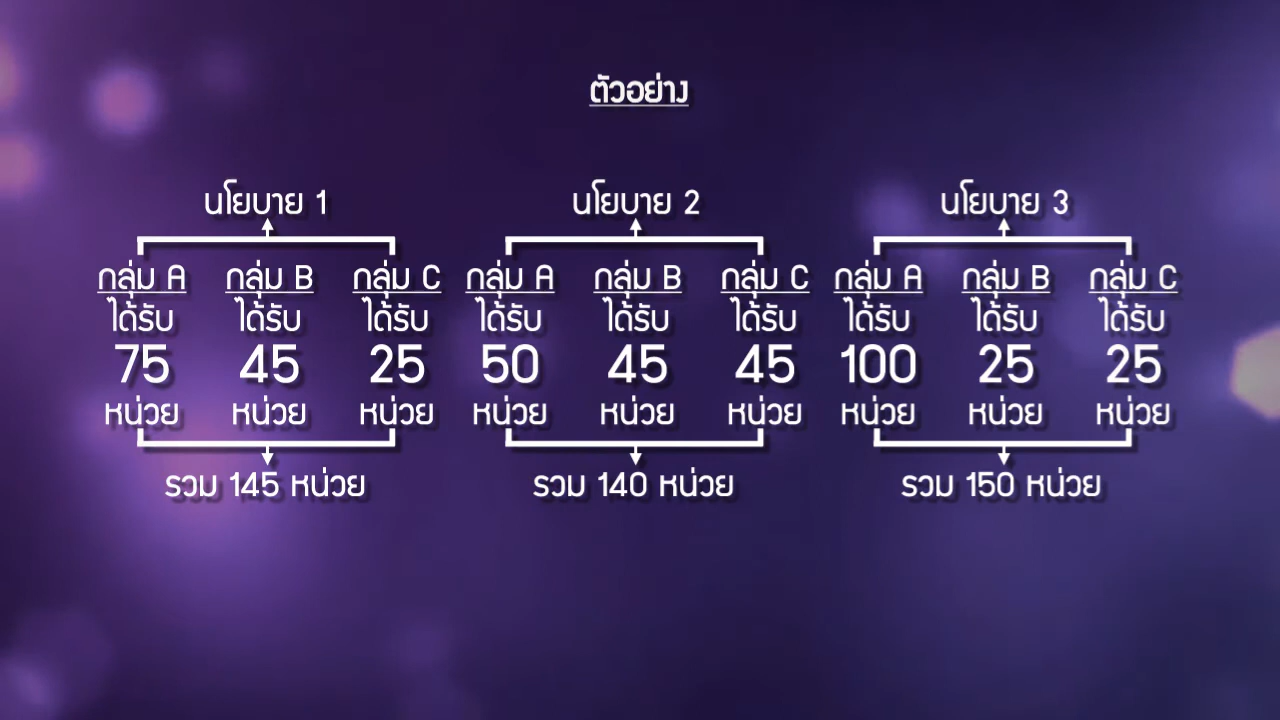 ตัวอย่าง
นโยบาย 1
กลุ่ม A กลุ่ม B กลุ่ม C
ได้รับ ได้รับ ได้รับ
75 45 25
หน่วย หน่วย หน่วย
รวม 145 หน่วย
นโยบาย 2
กลุ่ม A กลุ่ม B กลุ่ม C
ได้รับ ได้รับ ได้รับ
50 45 45
หน่วย หน่วย หน่วย
รวม 140 หน่วย
นโยบาย 3
กลุ่ม A กลุ่ม B กลุ่ม C
ได้รับ ได้รับ ได้รับ
100 25 25
หน่วย หน่วย หน่วย
รวม 150 หน่วย